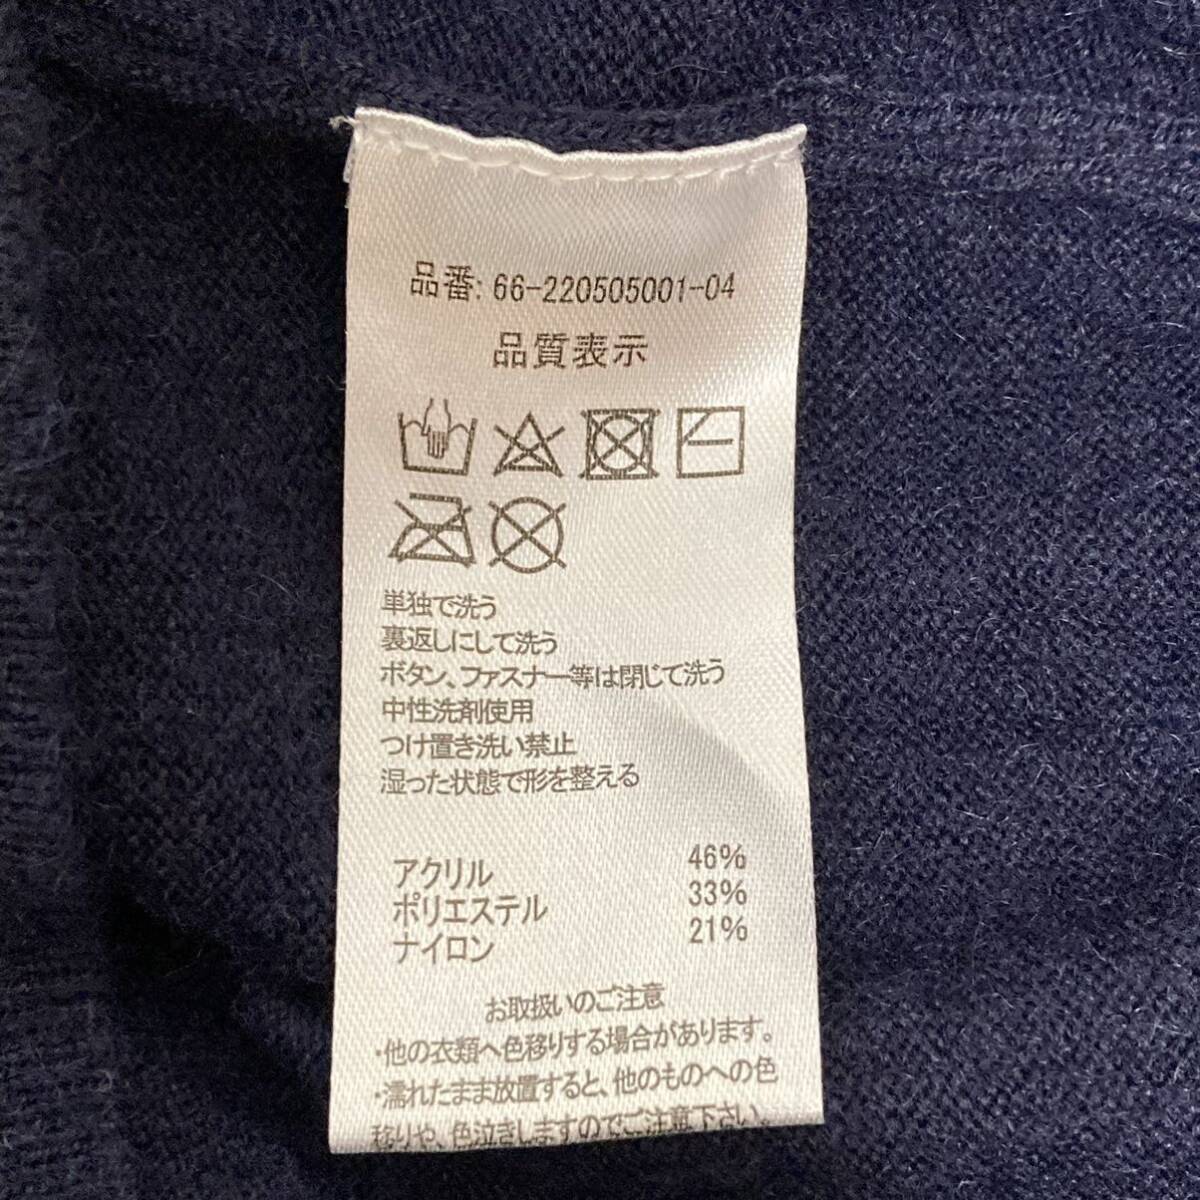 品番: 66-220505001-04
品質表示
単独で洗う
裏返しにして洗う
ボタン、ファスナー等は閉じて洗う
中性洗剤使用
つけ置き洗い禁止
湿った状態で形を整える
アクリル 46%
ポリエステル 33%
ナイロン 21%
お取扱いのご注意
・他の衣類へ色移りする場合があります。
・濡れたまま放置すると、他のものへの色
移りや、色泣きしますのでご注意下さい。